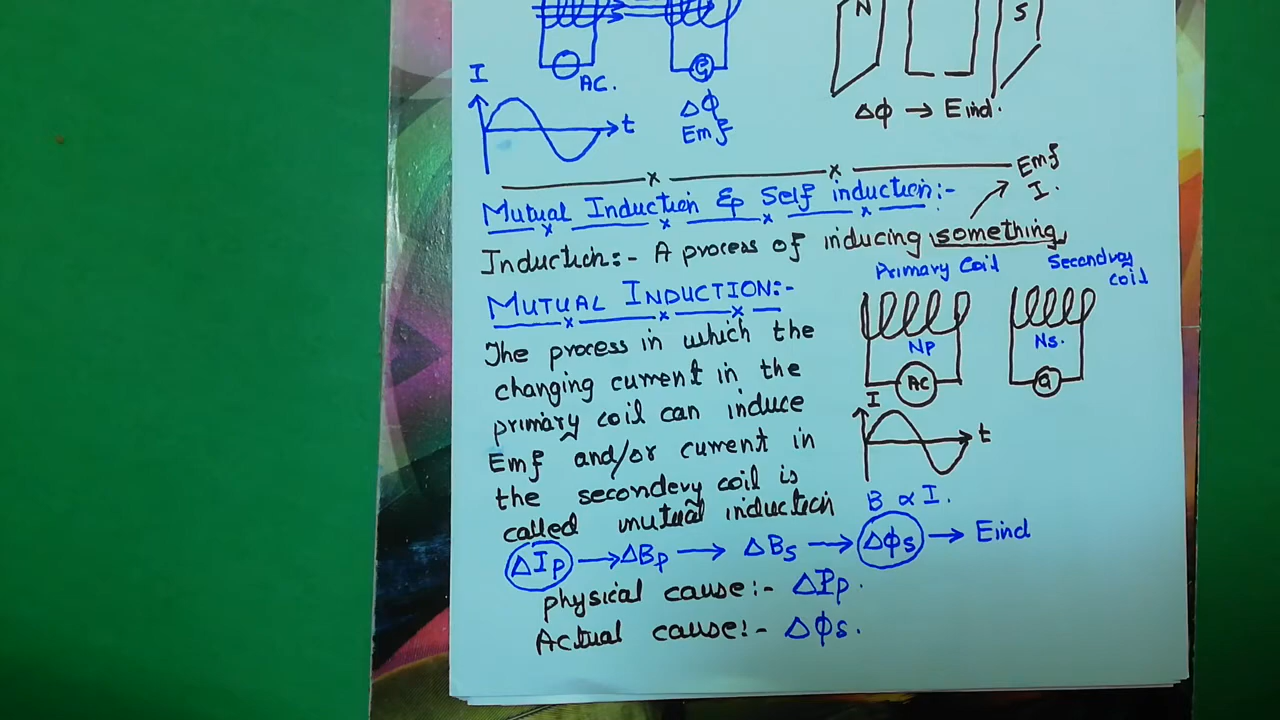 N
S
AC.
G
I
t
Δφ
Emf
Δφ → Eind.
Emf
I.
Mutual Induction & Self induction:-
Induction:- A process of inducing something
Primary Coil
Secondary coil
MUTUAL INDUCTION:-
The process in which the
changing current in the
primary coil can induce
Emf and/or current in
the secondery coil is
called mutual induction
Np
Ns.
AC
G
I
t
B ∝ I.
ΔIp → ΔBp → ΔBs → Δφs → Eind
physical cause:- ΔIp.
Actual cause:- Δφs.